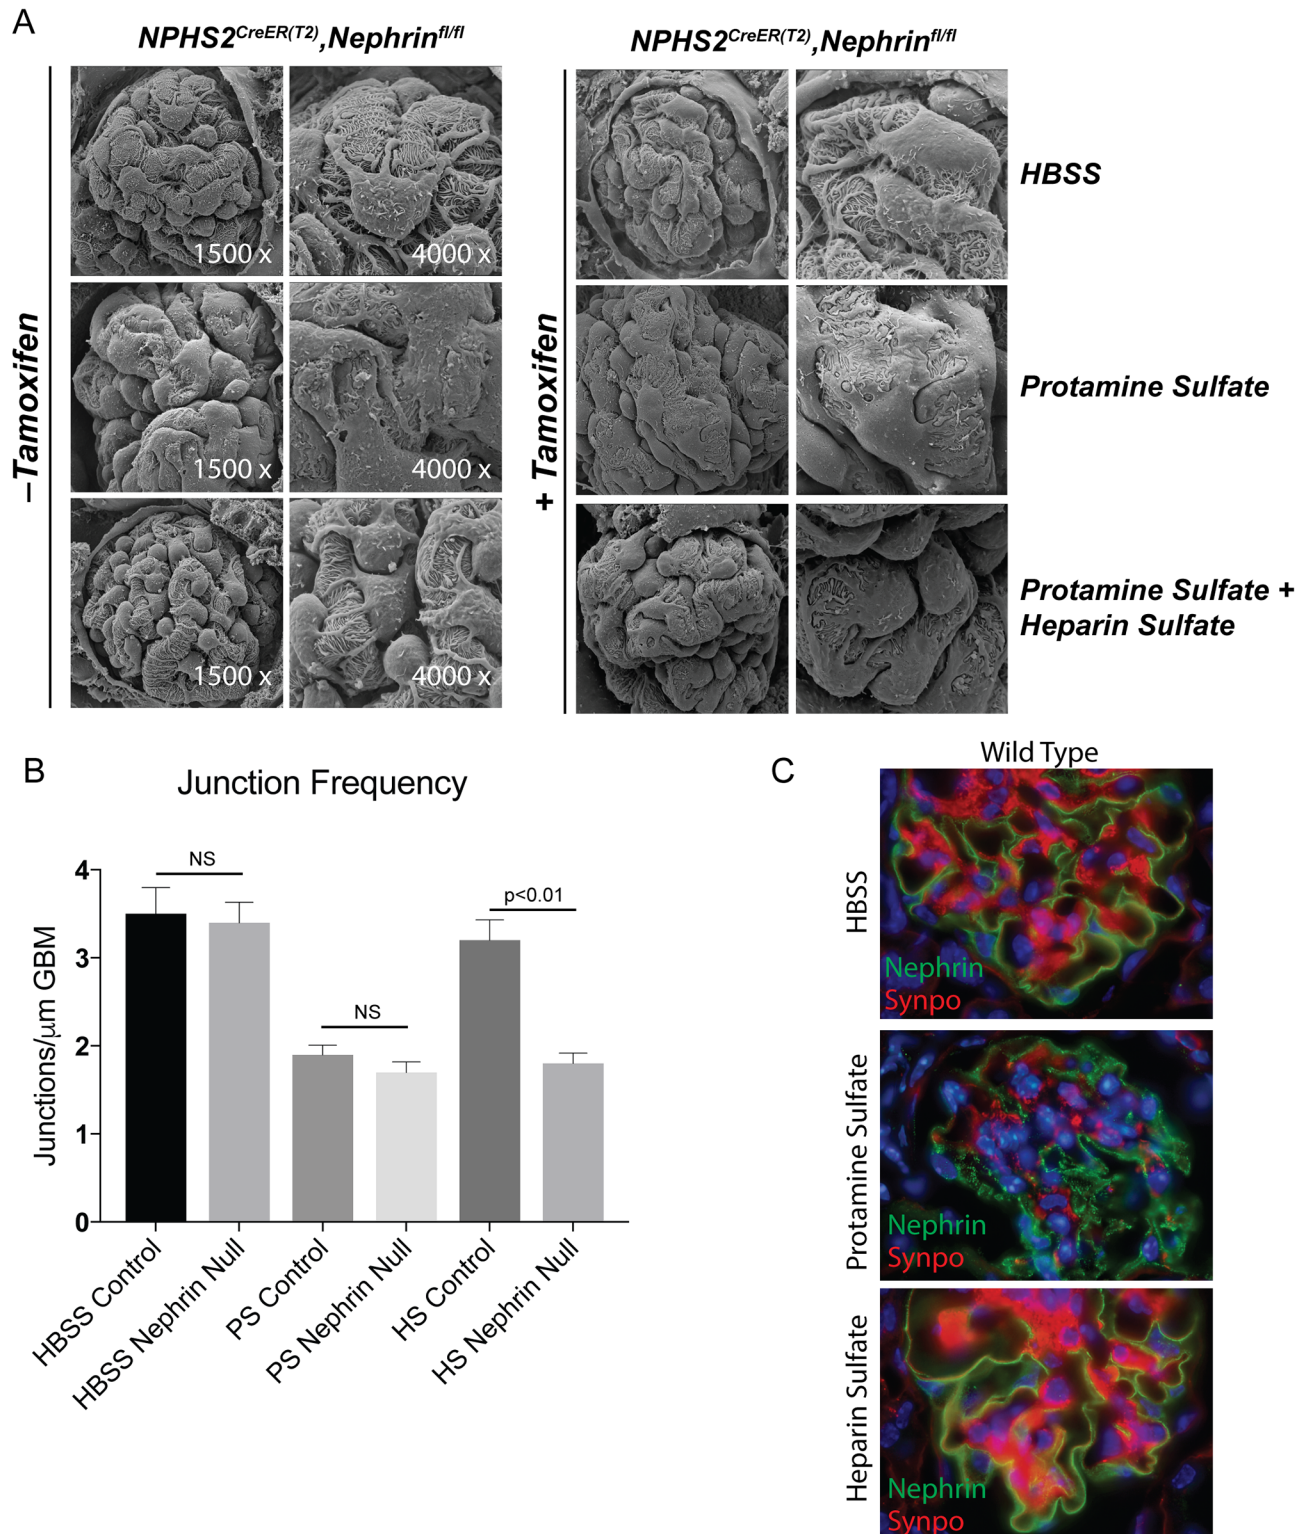 A
NPHS2CreER(T2),Nephrinfl/fl
NPHS2CreER(T2),Nephrinfl/fl
–Tamoxifen
1500 x
4000 x
1500 x
4000 x
1500 x
4000 x
+ Tamoxifen
HBSS
Protamine Sulfate
Protamine Sulfate +
Heparin Sulfate
B
Junction Frequency
Junctions/μm GBM
4
3
2
1
0
NS
NS
p<0.01
HBSS Control
HBSS Nephrin Null
PS Control
PS Nephrin Null
HS Control
HS Nephrin Null
C
Wild Type
HBSS
Nephrin
Synpo
Protamine Sulfate
Nephrin
Synpo
Heparin Sulfate
Nephrin
Synpo